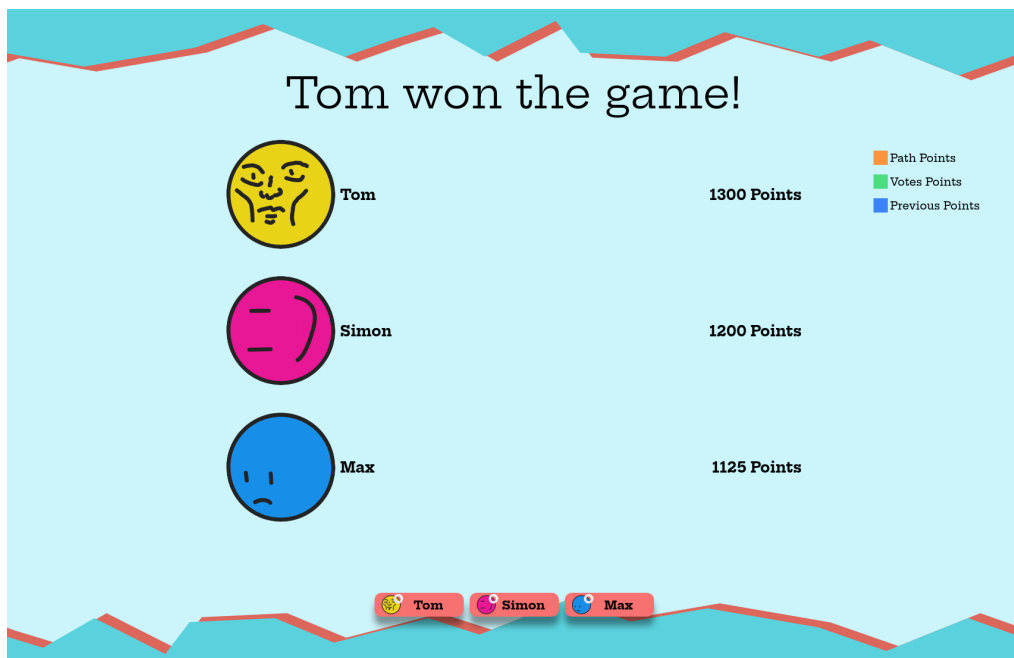 Tom won the game!
Tom 1300 Points
Simon 1200 Points
Max 1125 Points
Path Points
Votes Points
Previous Points
Tom Simon Max